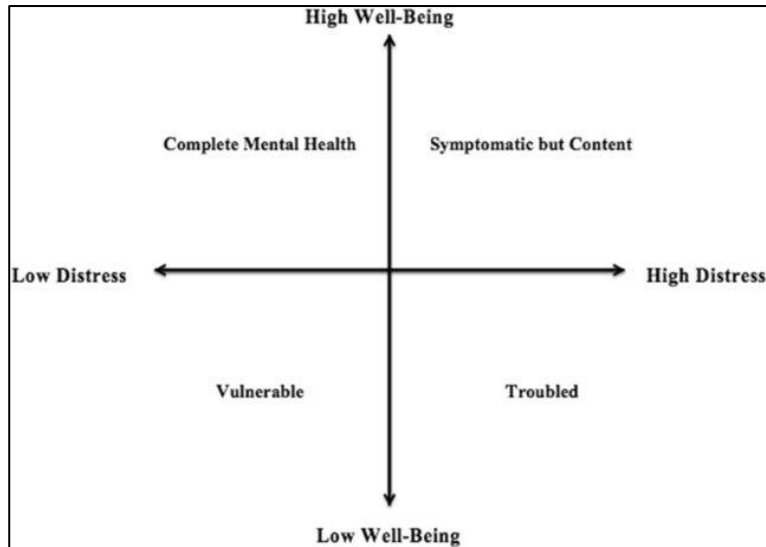 High Well-Being
Complete Mental Health
Symptomatic but Content
Low Distress
High Distress
Vulnerable
Troubled
Low Well-Being